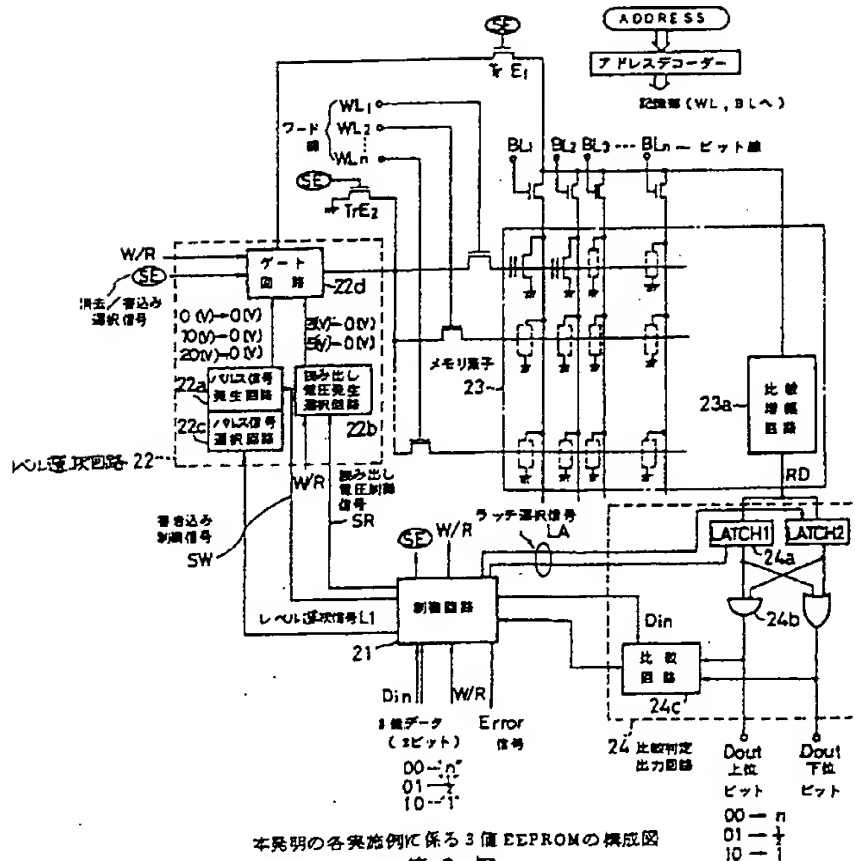 SE
TrE1
ADDRESS
アドレスデコーダー
記憶部(WL,BLへ)
ワード線
WL1
WL2
WLn
BL1 BL2 BL3 ... BLn ー ビット線
SE
TrE2
W/R
SE
ゲート回路
22d
消去/書込み選択信号
0(V)→0(V)
10(V)→0(V)
20(V)→0(V)
3(V)→0(V)
5(V)→0(V)
22a
パルス信号発生回路
読み出し電圧発生選択回路
22b
22c
パルス信号選択回路
レベル選択回路 22
メモリ素子
23
23a
比較増幅回路
RD
W/R
読み出し電圧制御信号
SR
書き込み制御信号
SW
SE
W/R
ラッチ選択信号
LA
LATCH1
LATCH2
24a
24b
制御回路
21
レベル選択信号L1
Din
比較回路
24c
Din
W/R
Error信号
3値データ
(2ビット)
00--"n"
01--"½"
10--"1"
24 比較判定出力回路
Dout
上位ビット
Dout
下位ビット
00 ― n
01 ― ½
10 ― 1
本発明の各実施例に係る3値EEPROMの構成図